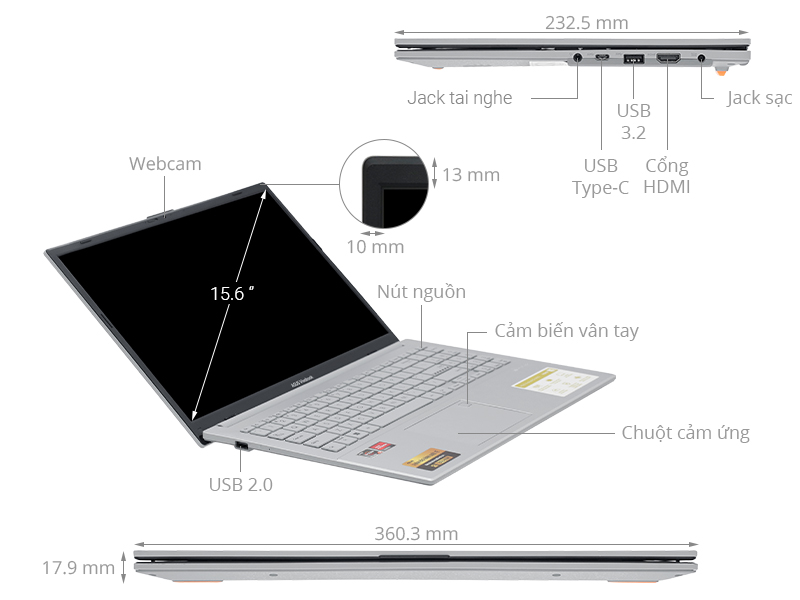 232.5 mm
Jack tai nghe
USB
3.2
Jack sạc
USB
Type-C
Cổng
HDMI
Webcam
13 mm
10 mm
15.6 "
Nút nguồn
Cảm biến vân tay
ASUS Vivobook
Chuột cảm ứng
USB 2.0
360.3 mm
17.9 mm